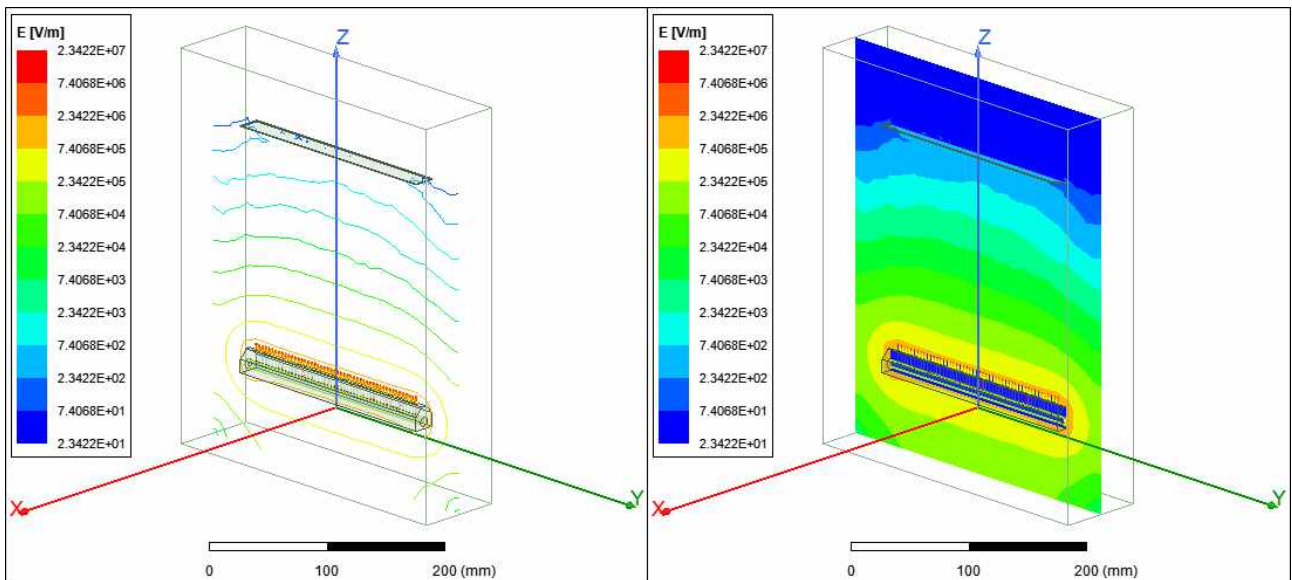 E [V/m]
2.3422E+07
7.4068E+06
2.3422E+06
7.4068E+05
2.3422E+05
7.4068E+04
2.3422E+04
7.4068E+03
2.3422E+03
7.4068E+02
2.3422E+02
7.4068E+01
2.3422E+01
Z
X
Y
0 100 200 (mm)
E [V/m]
2.3422E+07
7.4068E+06
2.3422E+06
7.4068E+05
2.3422E+05
7.4068E+04
2.3422E+04
7.4068E+03
2.3422E+03
7.4068E+02
2.3422E+02
7.4068E+01
2.3422E+01
Z
X
Y
0 100 200 (mm)